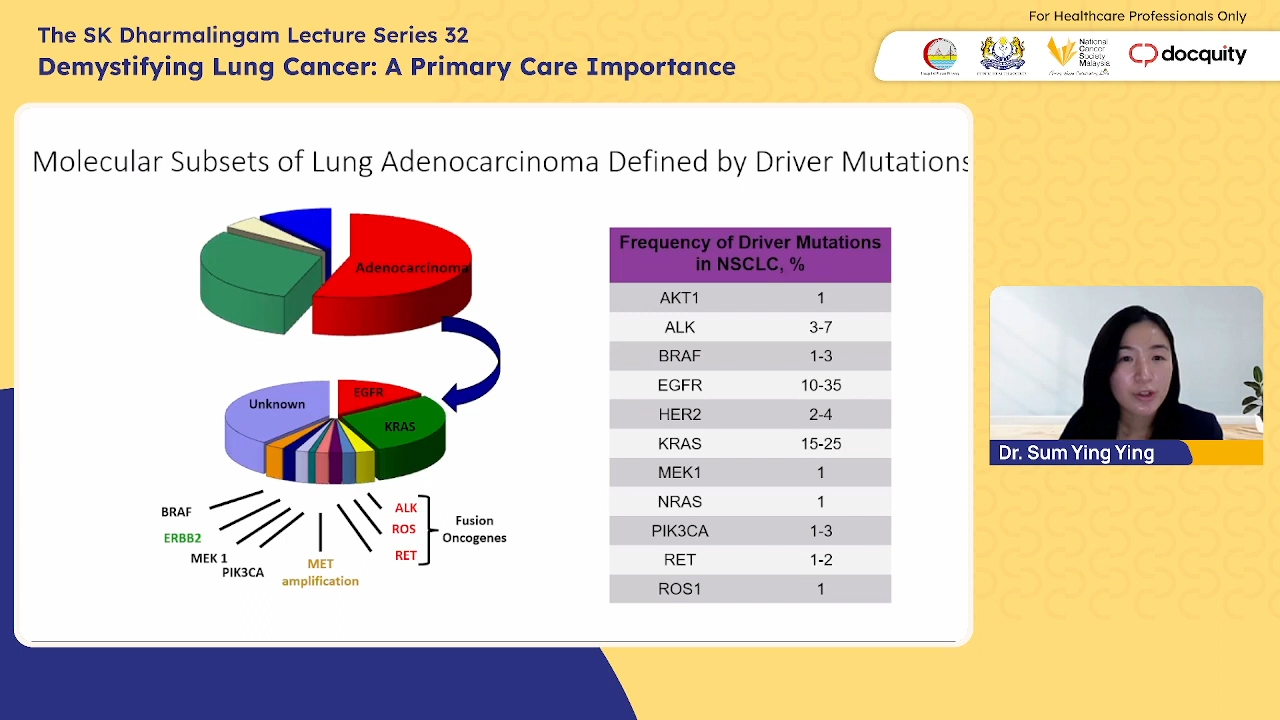 For Healthcare Professionals Only
The SK Dharmalingam Lecture Series 32
Demystifying Lung Cancer: A Primary Care Importance
National
Cancer
Society
Malaysia
docquity
Molecular Subsets of Lung Adenocarcinoma Defined by Driver Mutations
Adenocarcinoma
Unknown
EGFR
KRAS
BRAF
ERBB2
MEK 1
PIK3CA
MET
amplification
ALK
ROS
RET
Fusion
Oncogenes
Frequency of Driver Mutations
in NSCLC, %
AKT1 1
ALK 3-7
BRAF 1-3
EGFR 10-35
HER2 2-4
KRAS 15-25
MEK1 1
NRAS 1
PIK3CA 1-3
RET 1-2
ROS1 1
Dr. Sum Ying Ying